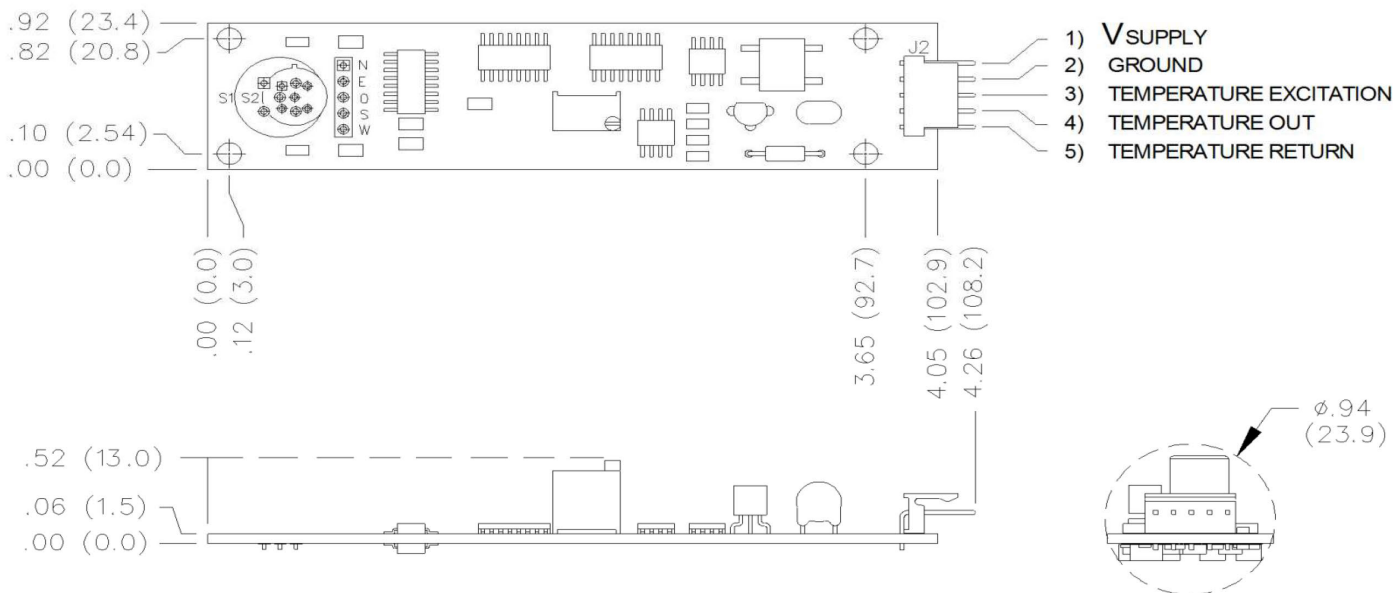 .92 (23.4)
.82 (20.8)
.10 (2.54)
.00 (0.0)
S1 S2
N
E
O
S
W
J2
1) VSUPPLY
2) GROUND
3) TEMPERATURE EXCITATION
4) TEMPERATURE OUT
5) TEMPERATURE RETURN
.00 (0.0)
.12 (3.0)
3.65 (92.7)
4.05 (102.9)
4.26 (108.2)
.52 (13.0)
.06 (1.5)
.00 (0.0)
ø.94
(23.9)